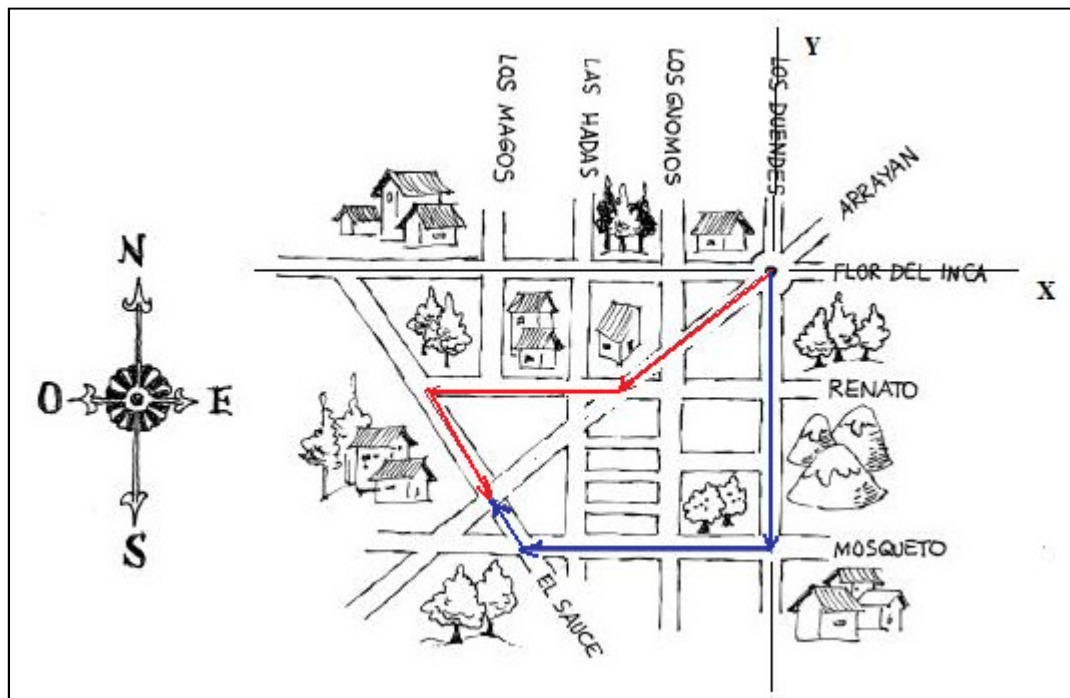 Y
LOS MAGOS
LAS HADAS
LOS GNOMOS
LOS DUENDES
ARRAYAN
N
FLOR DEL INCA
X
O
E
RENATO
S
MOSQUETO
EL SAUCE